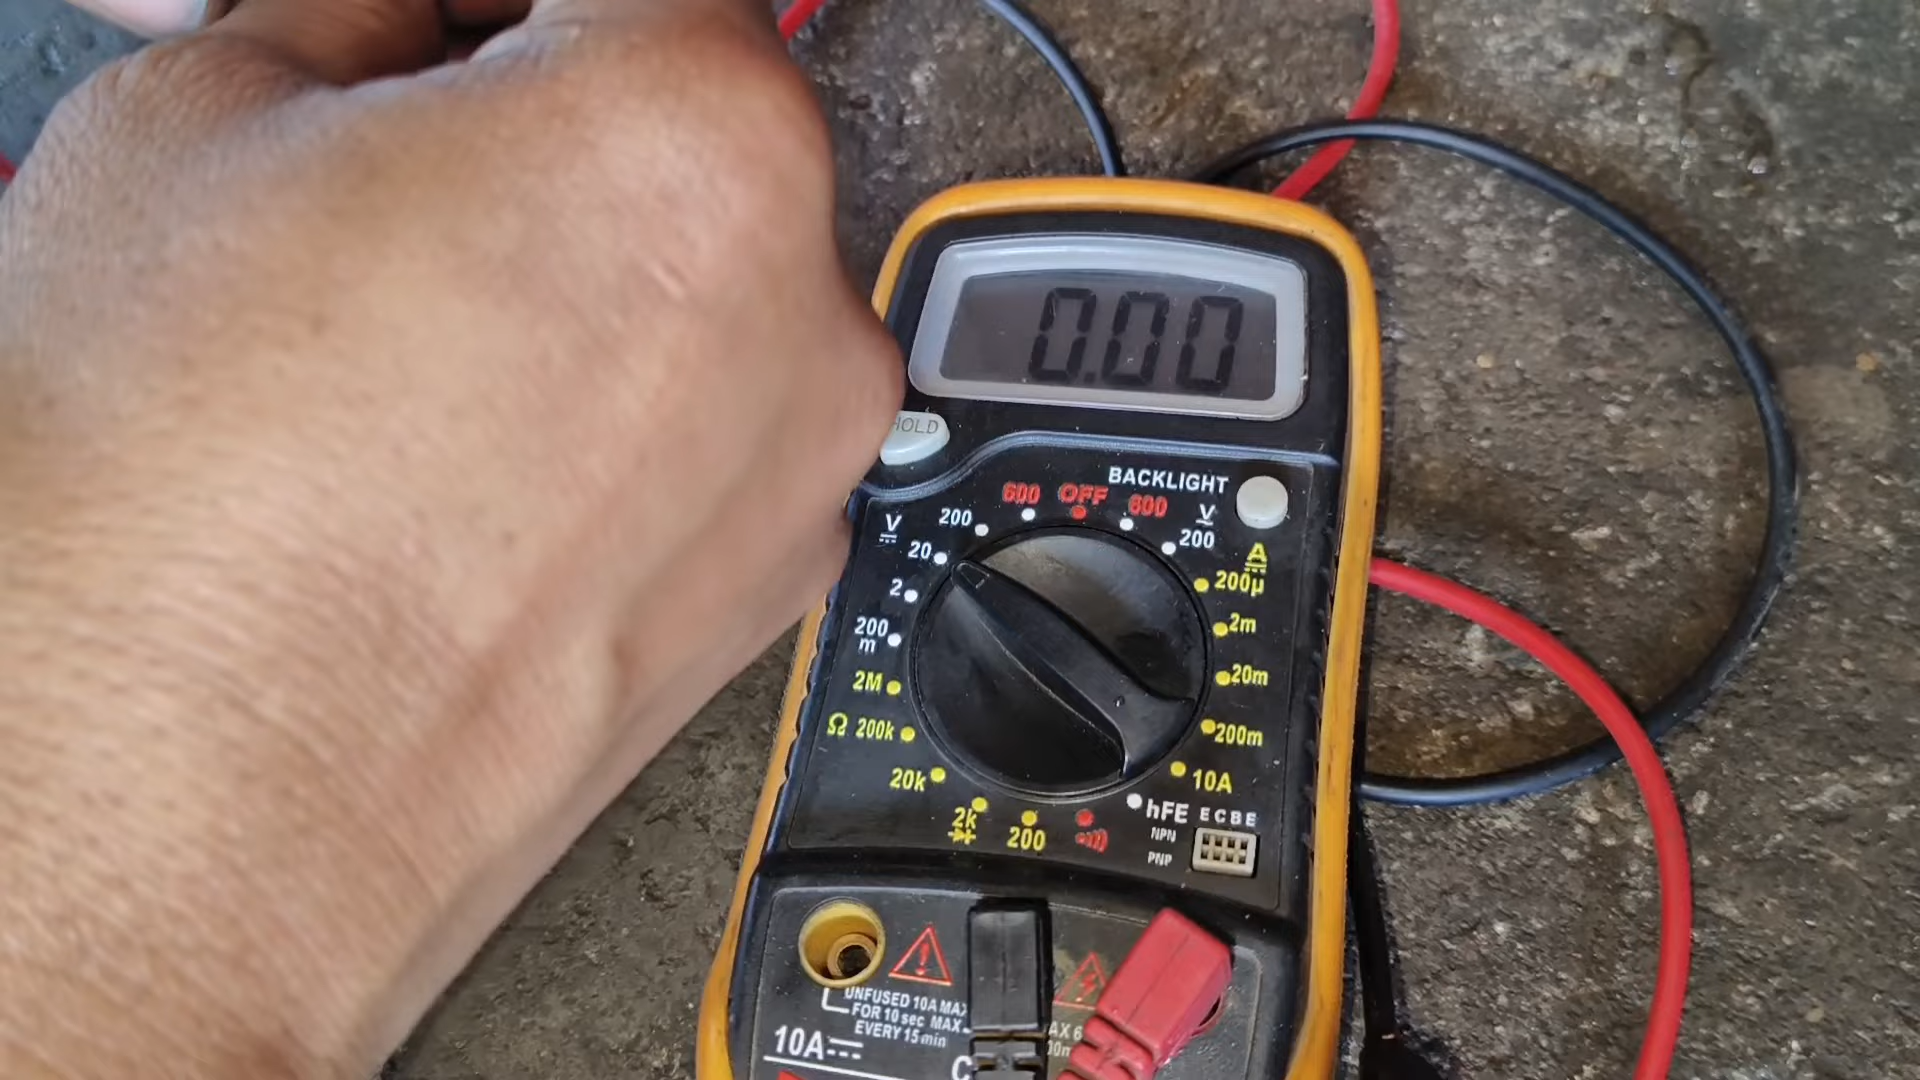 0.00
HOLD
BACKLIGHT
600 OFF 600
V 200 V 200
20 A
2 200µ
200 m 2m
2M 20m
Ω 200k 200m
20k 10A
2k 200 hFE ECBE
NPN
PNP
UNFUSED 10A MAX
FOR 10 sec MAX
EVERY 15 min
10A